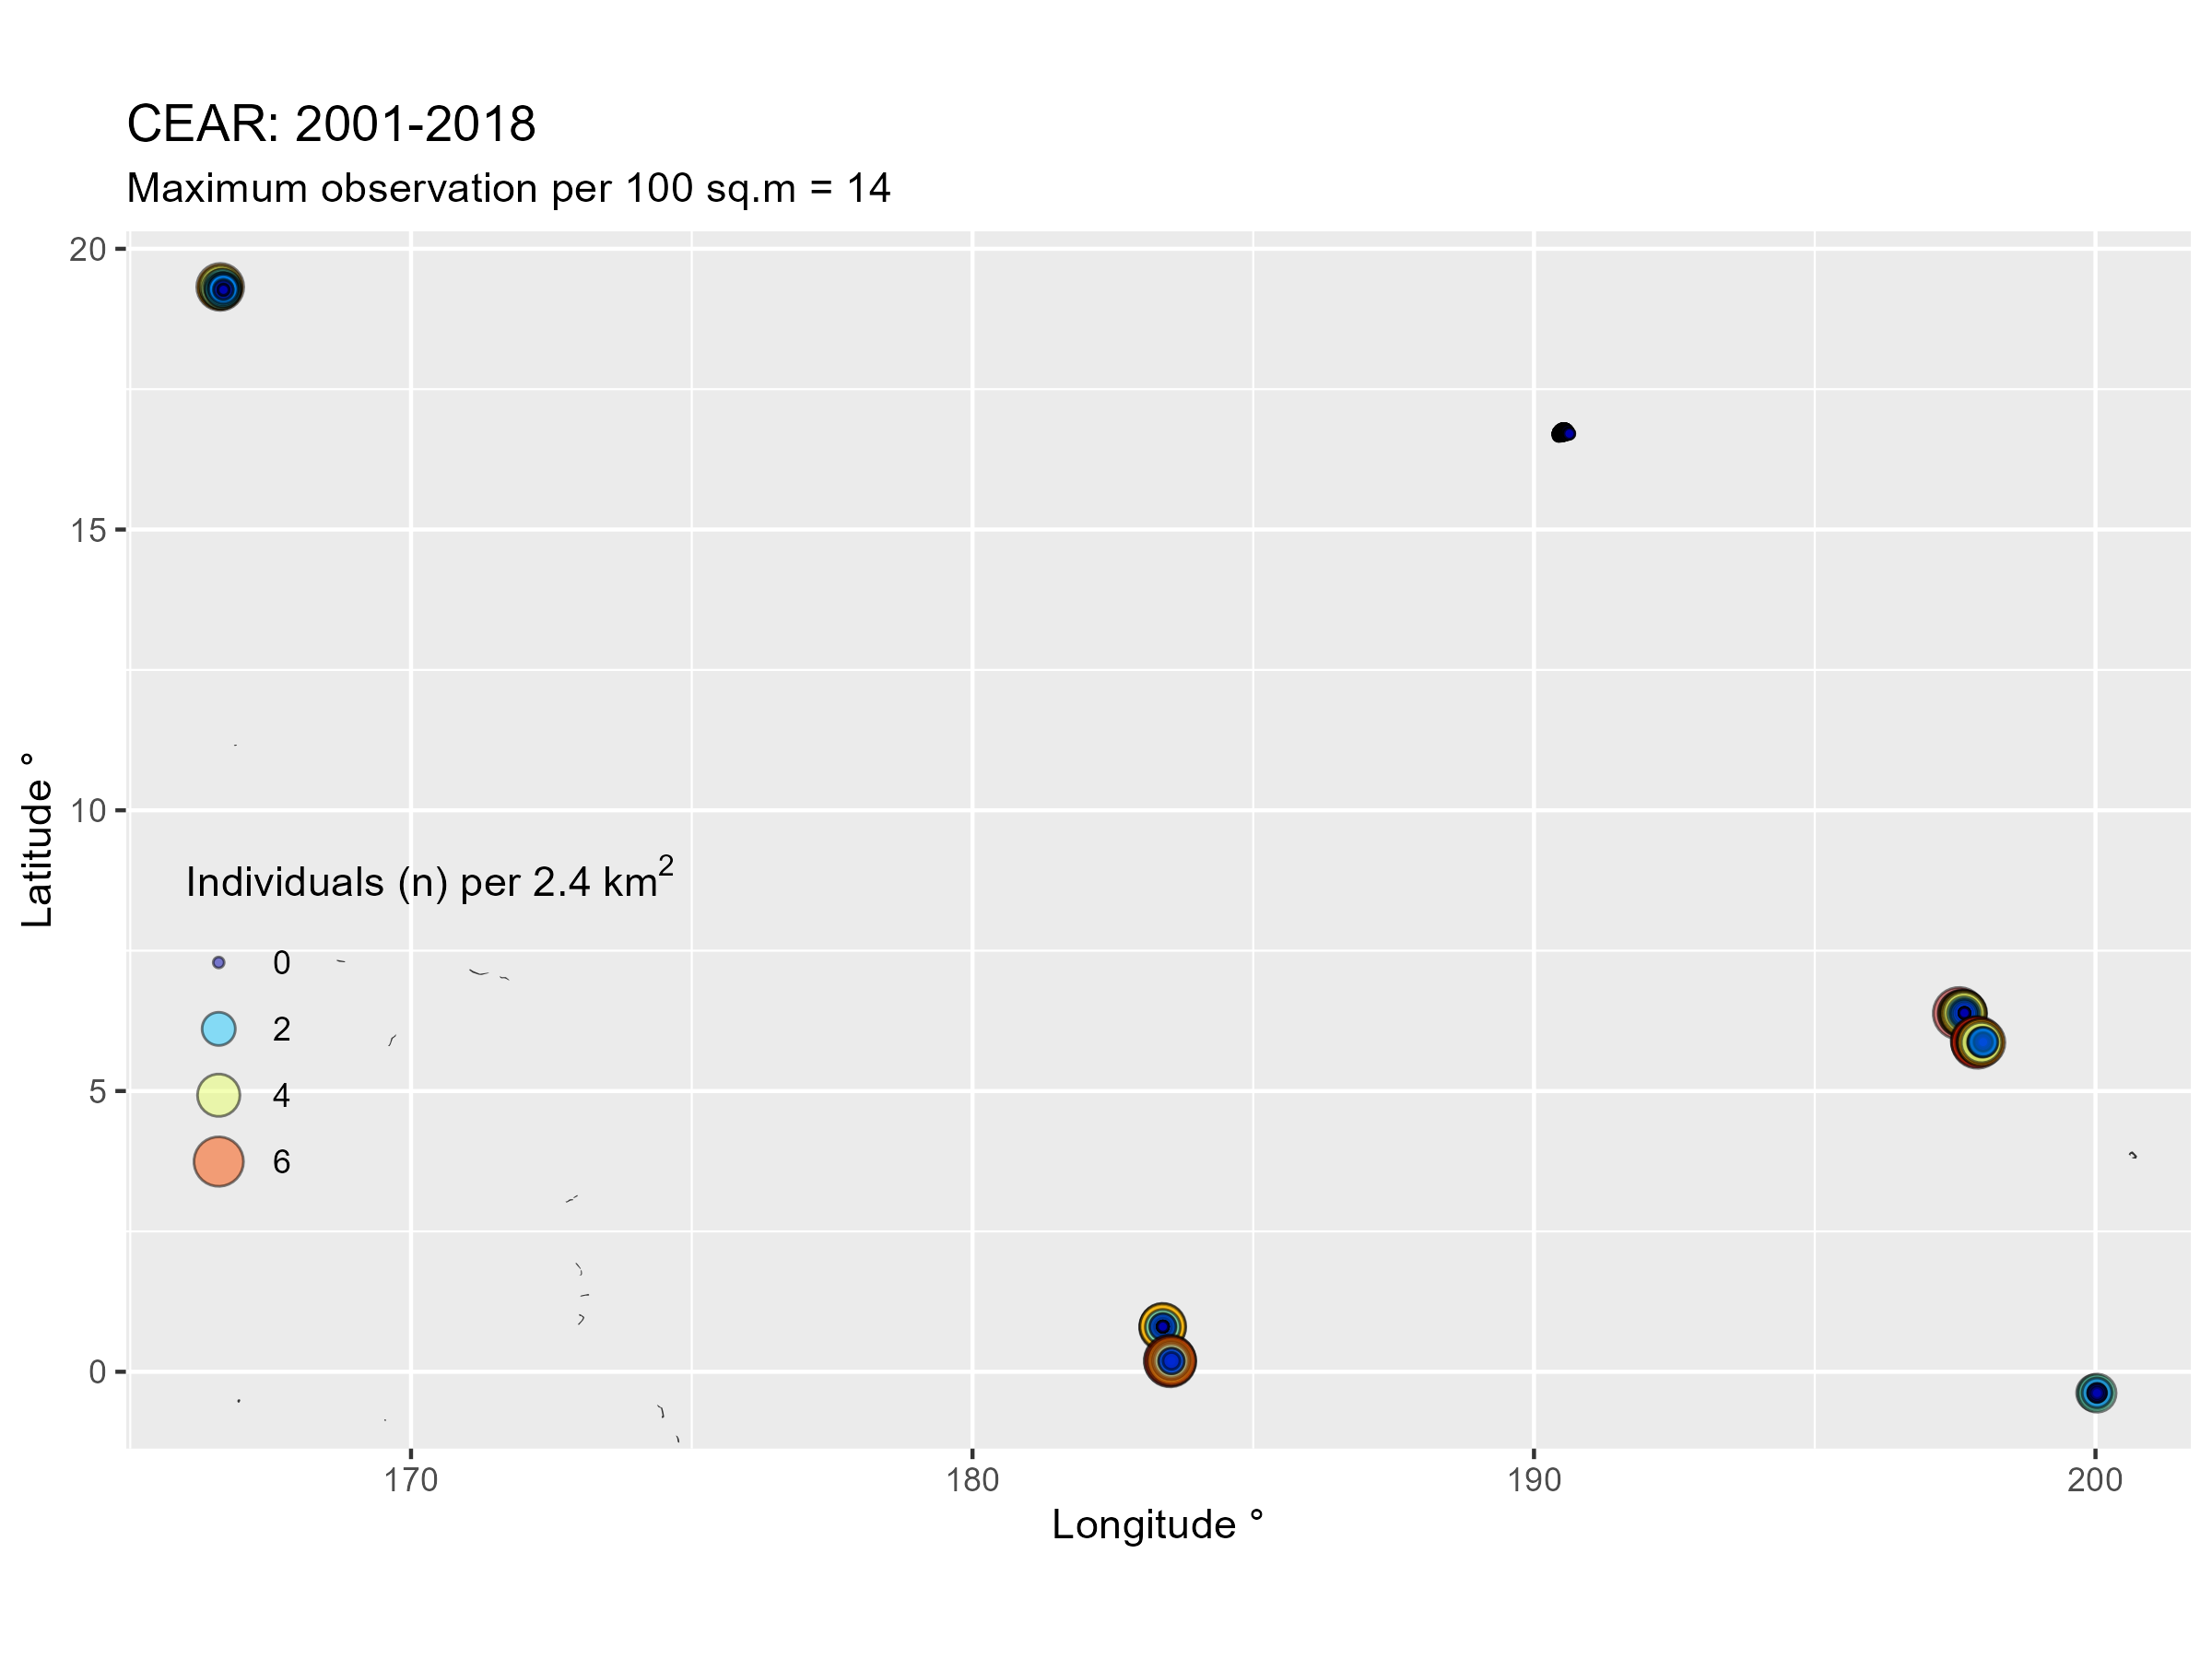 CEAR: 2001-2018
Maximum observation per 100 sq.m = 14
20
15
10
5
0
Latitude °
Individuals (n) per 2.4 km²
0
2
4
6
170
180
190
200
Longitude °